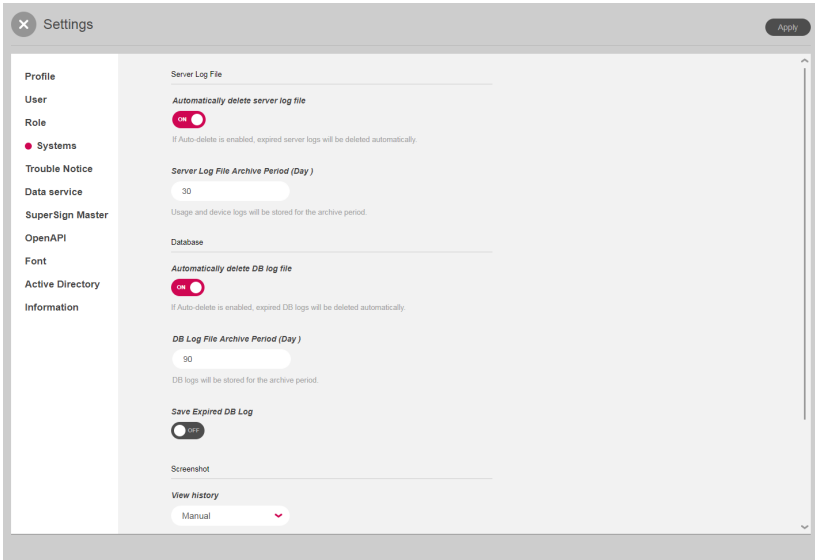 Settings
Apply
Profile
User
Role
Systems
Trouble Notice
Data service
SuperSign Master
OpenAPI
Font
Active Directory
Information
Server Log File
Automatically delete server log file
ON
If Auto-delete is enabled, expired server logs will be deleted automatically.
Server Log File Archive Period (Day )
30
Usage and device logs will be stored for the archive period.
Database
Automatically delete DB log file
ON
If Auto-delete is enabled, expired DB logs will be deleted automatically.
DB Log File Archive Period (Day )
90
DB logs will be stored for the archive period.
Save Expired DB Log
OFF
Screenshot
View history
Manual